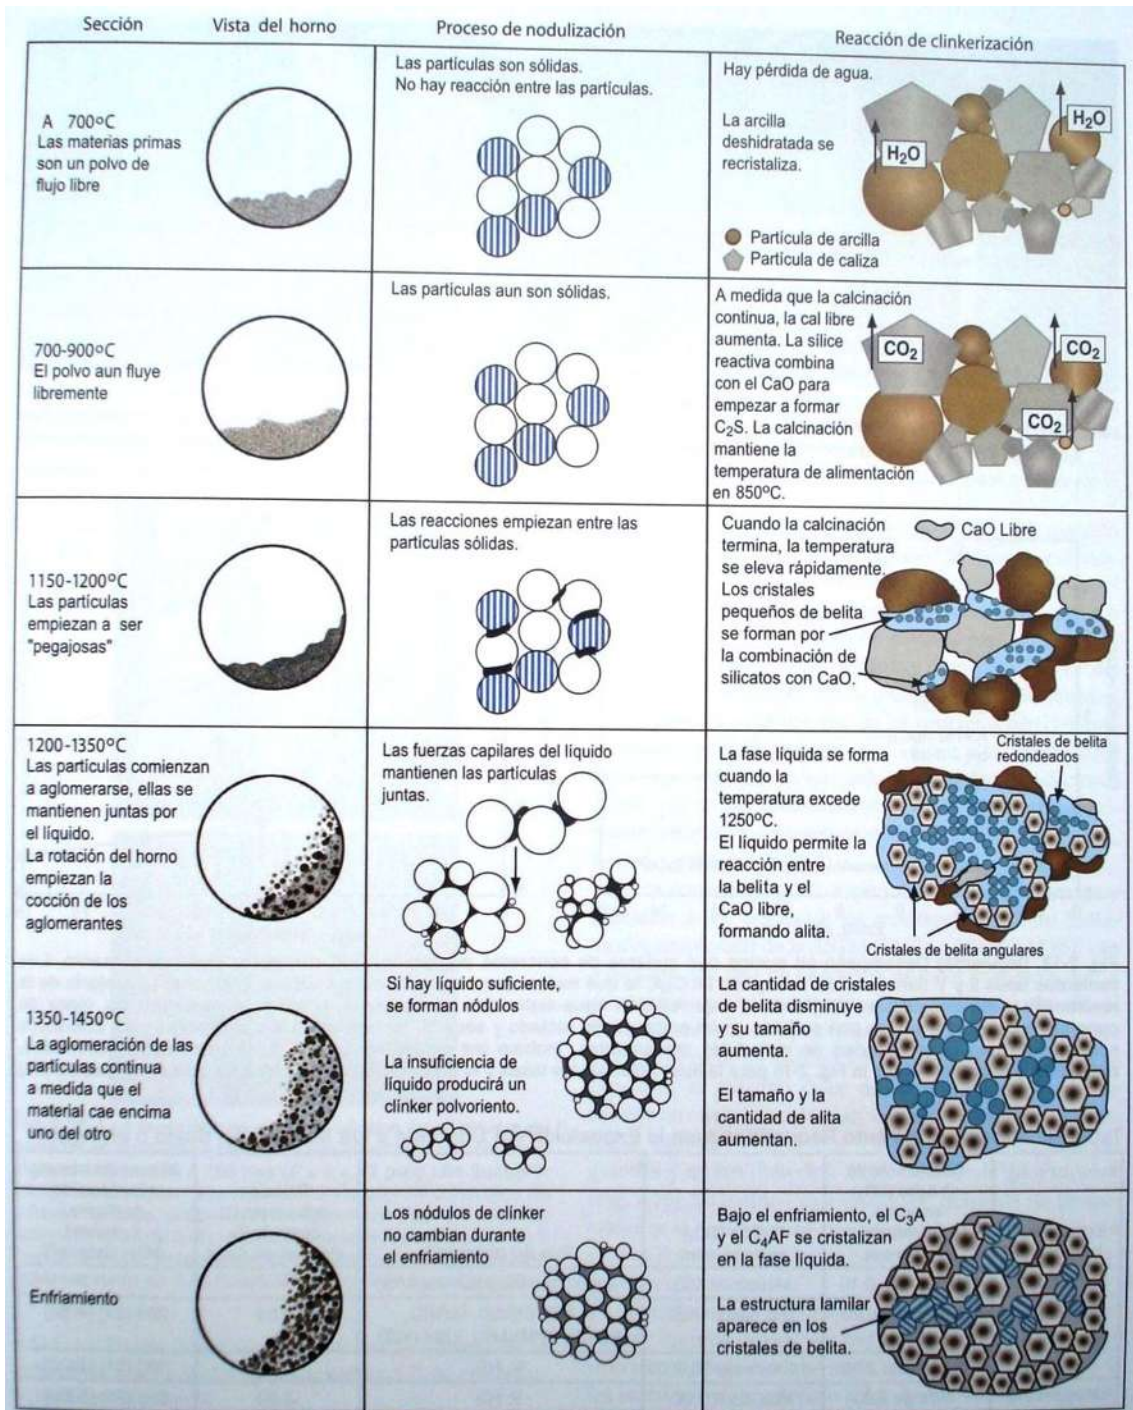 Sección
Vista del horno
Proceso de nodulización
Reacción de clinkerización
A 700ºC
Las materias primas
son un polvo de
flujo libre
Las partículas son sólidas.
No hay reacción entre las partículas.
Hay pérdida de agua.
La arcilla
deshidratada se
recristaliza.
H2O
H2O
Partícula de arcilla
Partícula de caliza
700-900ºC
El polvo aun fluye
libremente
Las partículas aun son sólidas.
A medida que la calcinación
continua, la cal libre
aumenta. La sílice
reactiva combina
con el CaO para
empezar a formar
C2S. La calcinación
mantiene la
temperatura de alimentación
en 850ºC.
CO2
CO2
CO2
1150-1200ºC
Las partículas
empiezan a ser
"pegajosas"
Las reacciones empiezan entre las
partículas sólidas.
Cuando la calcinación
termina, la temperatura
se eleva rápidamente.
Los cristales
pequeños de belita
se forman por
la combinación de
silicatos con CaO.
CaO Libre
1200-1350ºC
Las partículas comienzan
a aglomerarse, ellas se
mantienen juntas por
el líquido.
La rotación del horno
empiezan la
cocción de los
aglomerantes
Las fuerzas capilares del líquido
mantienen las partículas
juntas.
La fase líquida se forma
cuando la
temperatura excede
1250ºC.
El líquido permite la
reacción entre
la belita y el
CaO libre,
formando alita.
Cristales de belita
redondeados
Cristales de belita angulares
1350-1450ºC
La aglomeración de las
partículas continua
a medida que el
material cae encima
uno del otro
Si hay líquido suficiente,
se forman nódulos
La insuficiencia de
líquido producirá un
clínker polvoriento.
La cantidad de cristales
de belita disminuye
y su tamaño
aumenta.
El tamaño y la
cantidad de alita
aumentan.
Enfriamiento
Los nódulos de clínker
no cambian durante
el enfriamiento
Bajo el enfriamiento, el C3A
y el C4AF se cristalizan
en la fase líquida.
La estructura lamilar
aparece en los
cristales de belita.